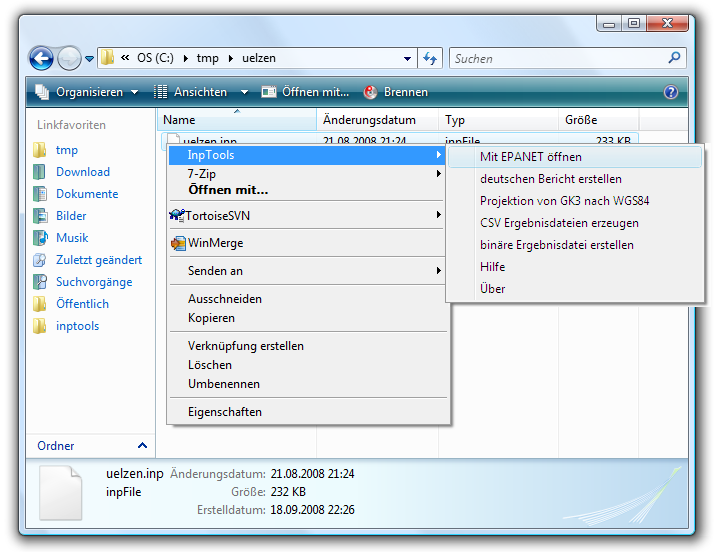 « OS (C:) ▸ tmp ▸ uelzen
Suchen
Organisieren Ansichten Öffnen mit... Brennen
Linkfavoriten
tmp
Download
Dokumente
Bilder
Musik
Zuletzt geändert
Suchvorgänge
Öffentlich
inptools
Ordner
Name Änderungsdatum Typ Größe
uelzen.inp 21.08.2008 21:24 inpFile 233 KB
InpTools
7-Zip
Öffnen mit...
TortoiseSVN
WinMerge
Senden an
Ausschneiden
Kopieren
Verknüpfung erstellen
Löschen
Umbenennen
Eigenschaften
Mit EPANET öffnen
deutschen Bericht erstellen
Projektion von GK3 nach WGS84
CSV Ergebnisdateien erzeugen
binäre Ergebnisdatei erstellen
Hilfe
Über
uelzen.inp Änderungsdatum: 21.08.2008 21:24
inpFile Größe: 232 KB
Erstelldatum: 18.09.2008 22:26